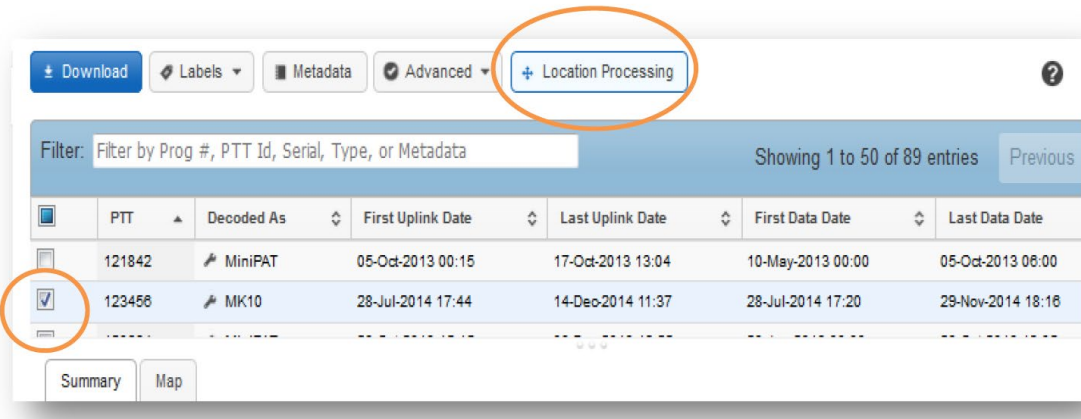 Download Labels Metadata Advanced Location Processing ?
Filter: Filter by Prog #, PTT Id, Serial, Type, or Metadata Showing 1 to 50 of 89 entries Previous
PTT Decoded As First Uplink Date Last Uplink Date First Data Date Last Data Date
121842 MiniPAT 05-Oct-2013 00:15 17-Oct-2013 13:04 10-May-2013 00:00 05-Oct-2013 06:00
123456 MK10 28-Jul-2014 17:44 14-Dec-2014 11:37 28-Jul-2014 17:20 29-Nov-2014 18:16
Summary Map